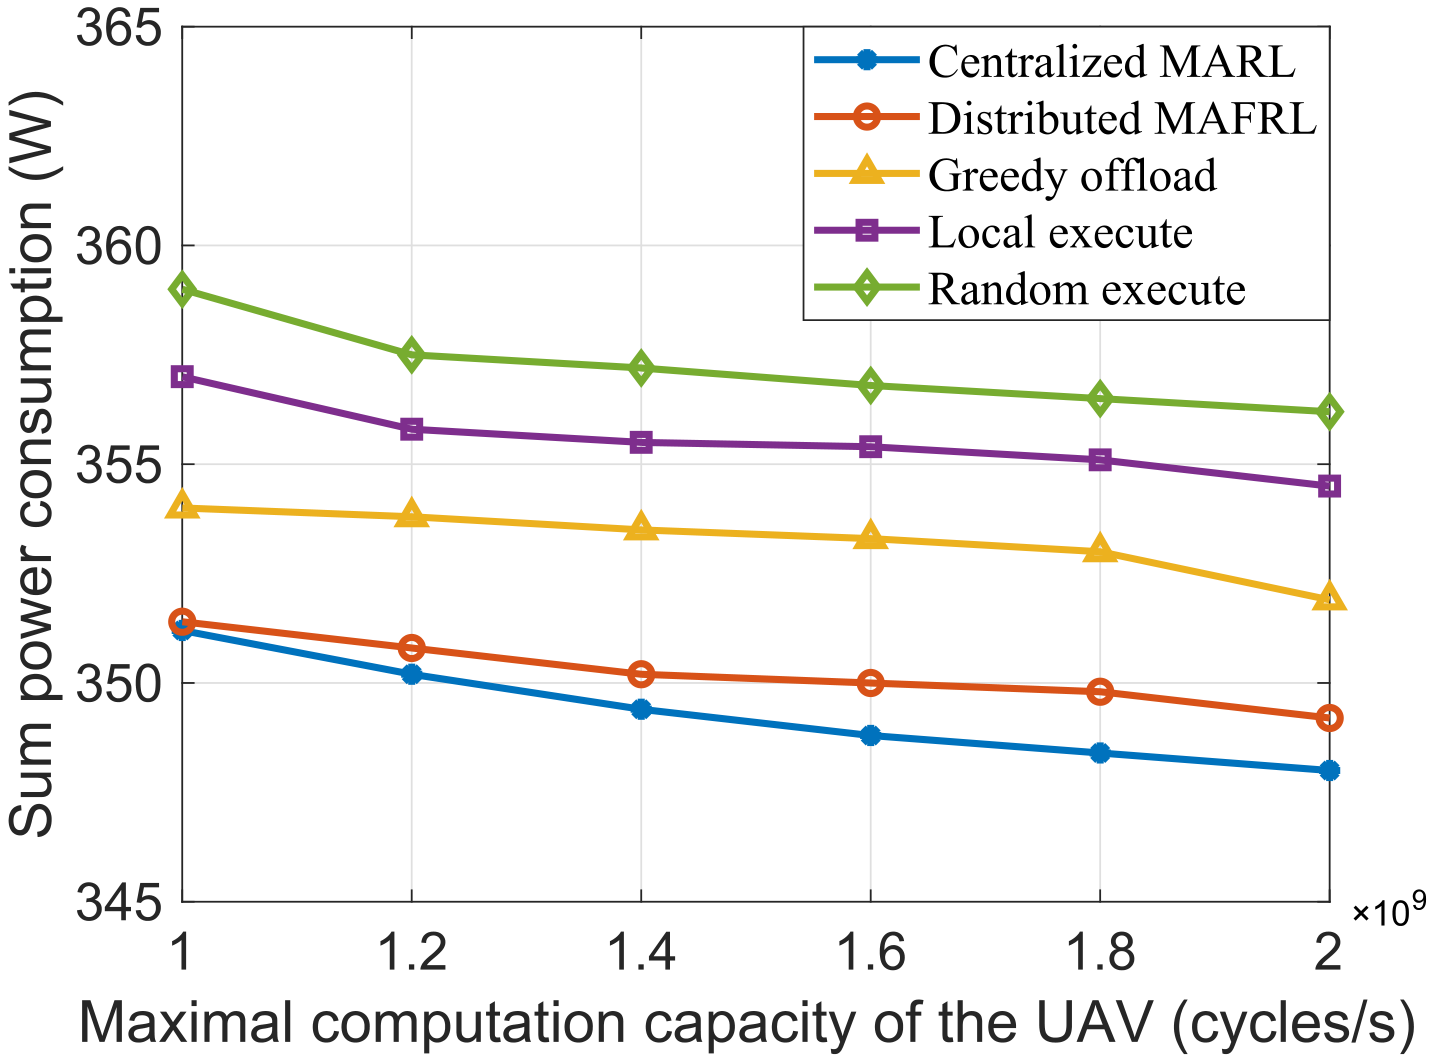 365
360
355
350
345
Sum power consumption (W)
Centralized MARL
Distributed MAFRL
Greedy offload
Local execute
Random execute
×10⁹
1 1.2 1.4 1.6 1.8 2
Maximal computation capacity of the UAV (cycles/s)